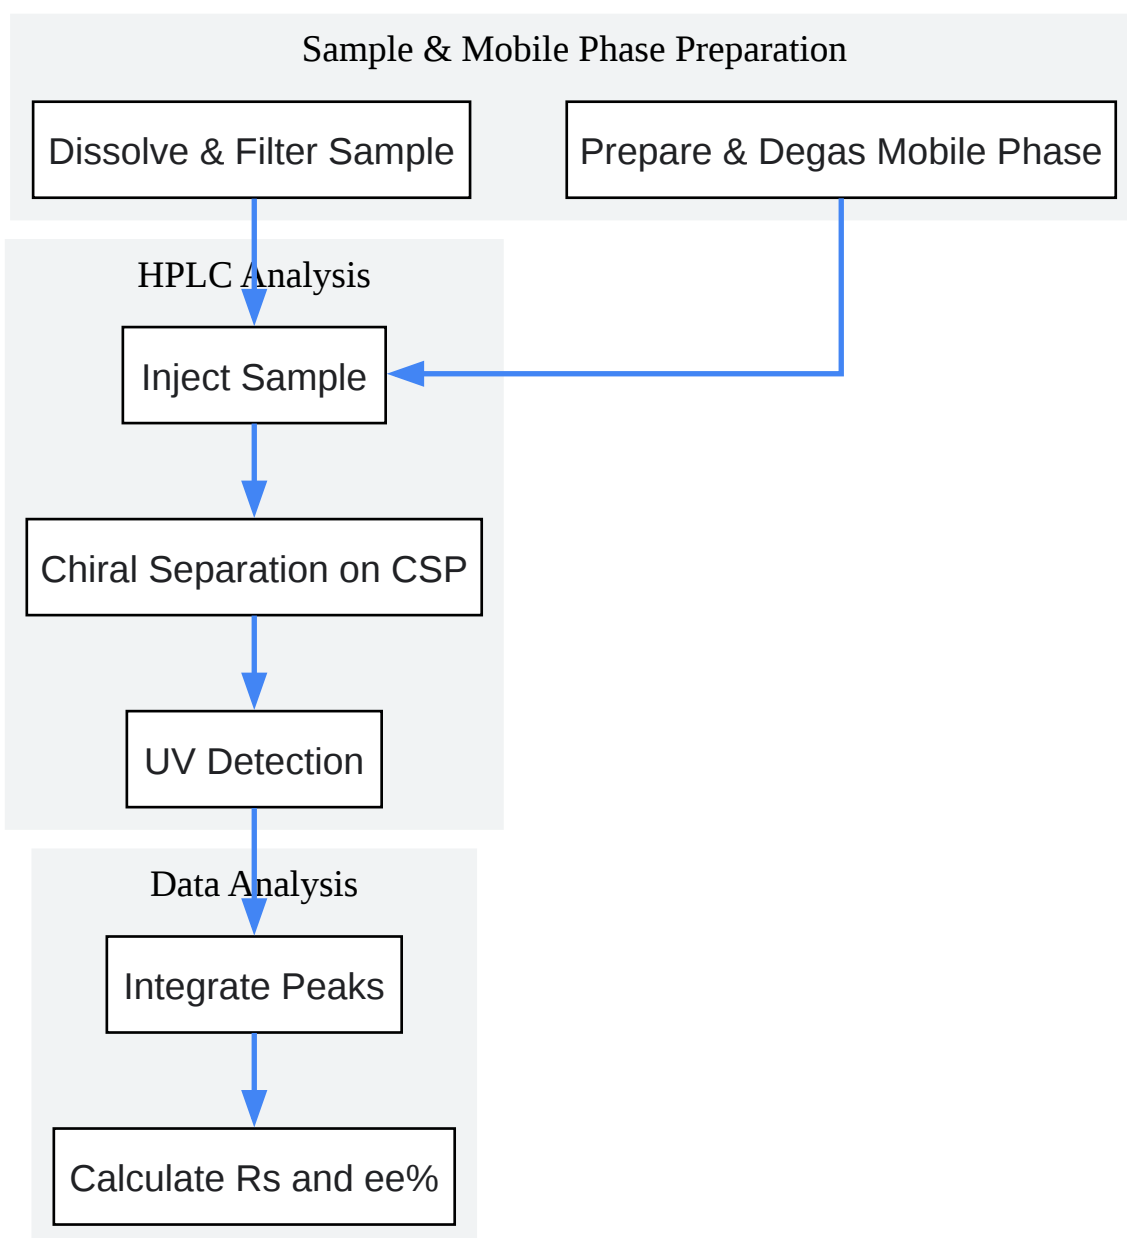 Sample & Mobile Phase Preparation
Dissolve & Filter Sample
Prepare & Degas Mobile Phase
HPLC Analysis
Inject Sample
Chiral Separation on CSP
UV Detection
Data Analysis
Integrate Peaks
Calculate Rs and ee%